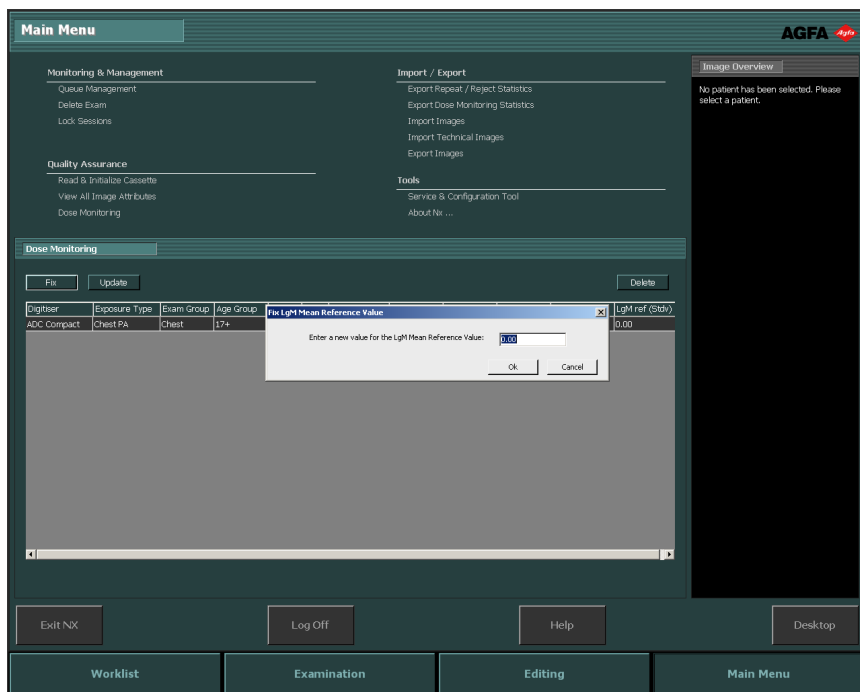 Main Menu
AGFA
Agfa
Monitoring & Management
Queue Management
Delete Exam
Lock Sessions
Quality Assurance
Read & Initialize Cassette
View All Image Attributes
Dose Monitoring
Import / Export
Export Repeat / Reject Statistics
Export Dose Monitoring Statistics
Import Images
Import Technical Images
Export Images
Tools
Service & Configuration Tool
About Nx ...
Image Overview
No patient has been selected. Please
select a patient.
Dose Monitoring
Fix Update Delete
Digitiser Exposure Type Exam Group Age Group LgM ref (Stdv)
ADC Compact Chest PA Chest 17+ 0.00
Fix LgM Mean Reference Value
Enter a new value for the LgM Mean Reference Value: 0.00
Ok Cancel
Exit NX Log Off Help Desktop
Worklist Examination Editing Main Menu